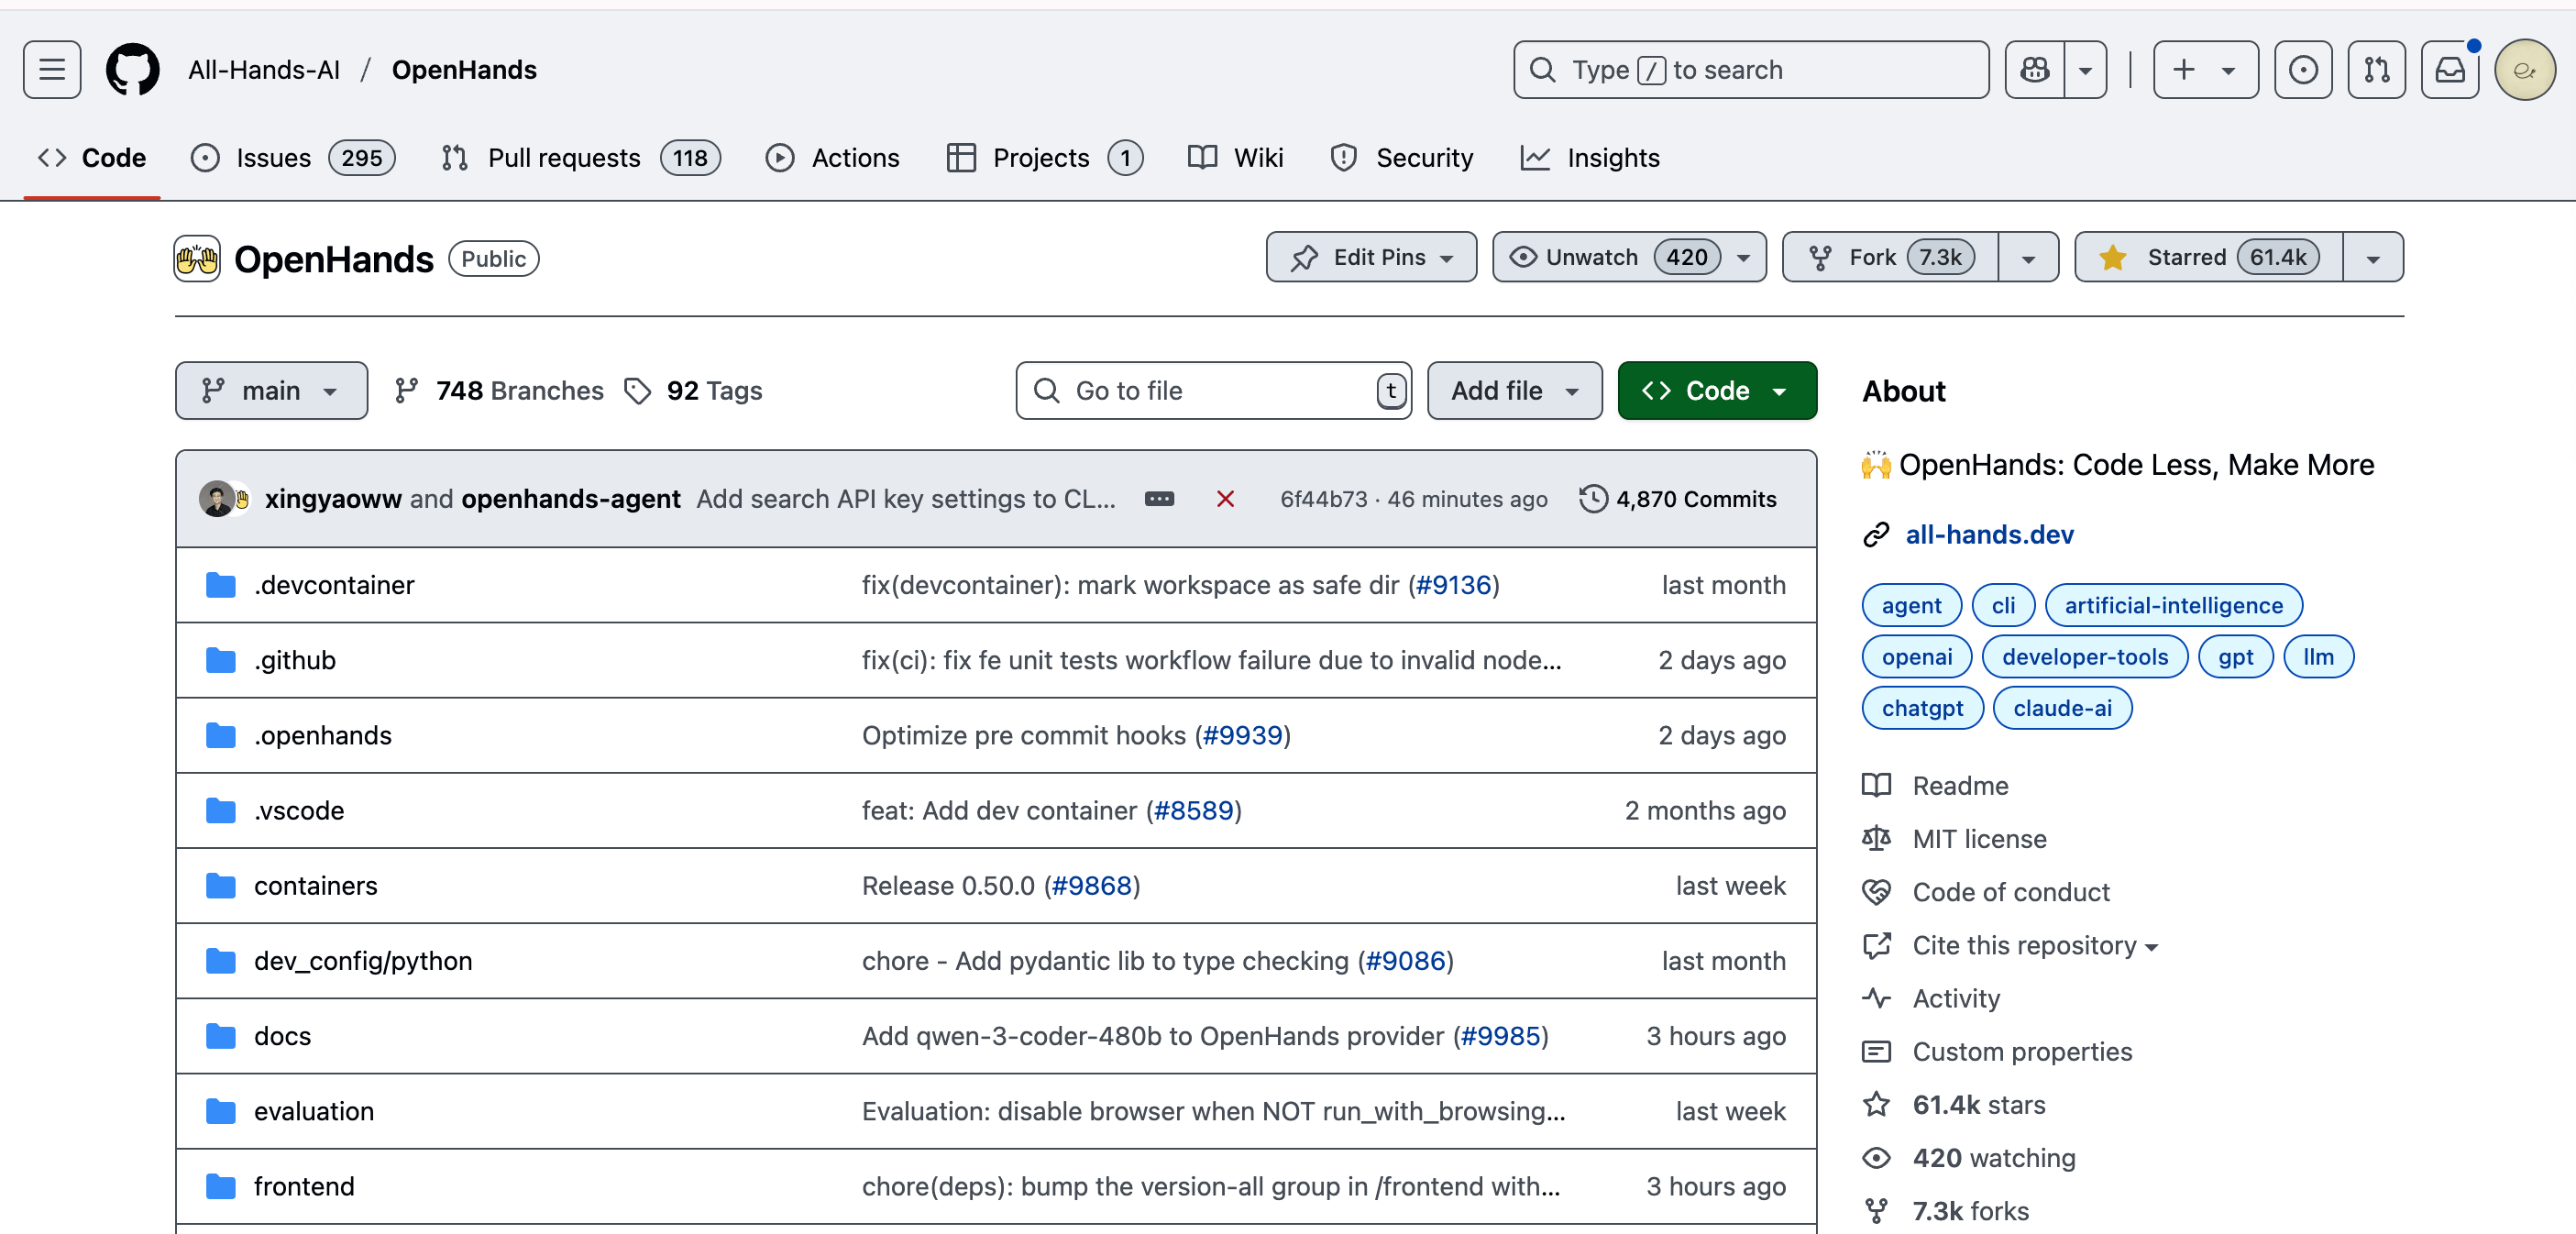 All-Hands-AI / OpenHands
Type / to search
Code Issues 295 Pull requests 118 Actions Projects 1 Wiki Security Insights
OpenHands Public
Edit Pins Unwatch 420 Fork 7.3k Starred 61.4k
main 748 Branches 92 Tags
Go to file t Add file Code
xingyaoww and openhands-agent Add search API key settings to CL... 6f44b73 · 46 minutes ago 4,870 Commits
.devcontainer fix(devcontainer): mark workspace as safe dir (#9136) last month
.github fix(ci): fix fe unit tests workflow failure due to invalid node... 2 days ago
.openhands Optimize pre commit hooks (#9939) 2 days ago
.vscode feat: Add dev container (#8589) 2 months ago
containers Release 0.50.0 (#9868) last week
dev_config/python chore - Add pydantic lib to type checking (#9086) last month
docs Add qwen-3-coder-480b to OpenHands provider (#9985) 3 hours ago
evaluation Evaluation: disable browser when NOT run_with_browsing... last week
frontend chore(deps): bump the version-all group in /frontend with... 3 hours ago
About
🙌 OpenHands: Code Less, Make More
all-hands.dev
agent cli artificial-intelligence
openai developer-tools gpt llm
chatgpt claude-ai
Readme
MIT license
Code of conduct
Cite this repository
Activity
Custom properties
61.4k stars
420 watching
7.3k forks